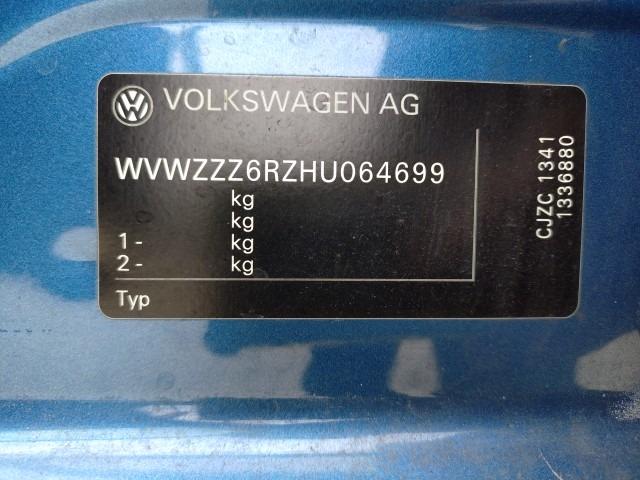 VOLKSWAGEN AG
WVWZZZ6RZHU064699
kg
kg
1 - kg
2 - kg
Typ
CJZC 1341
1336880